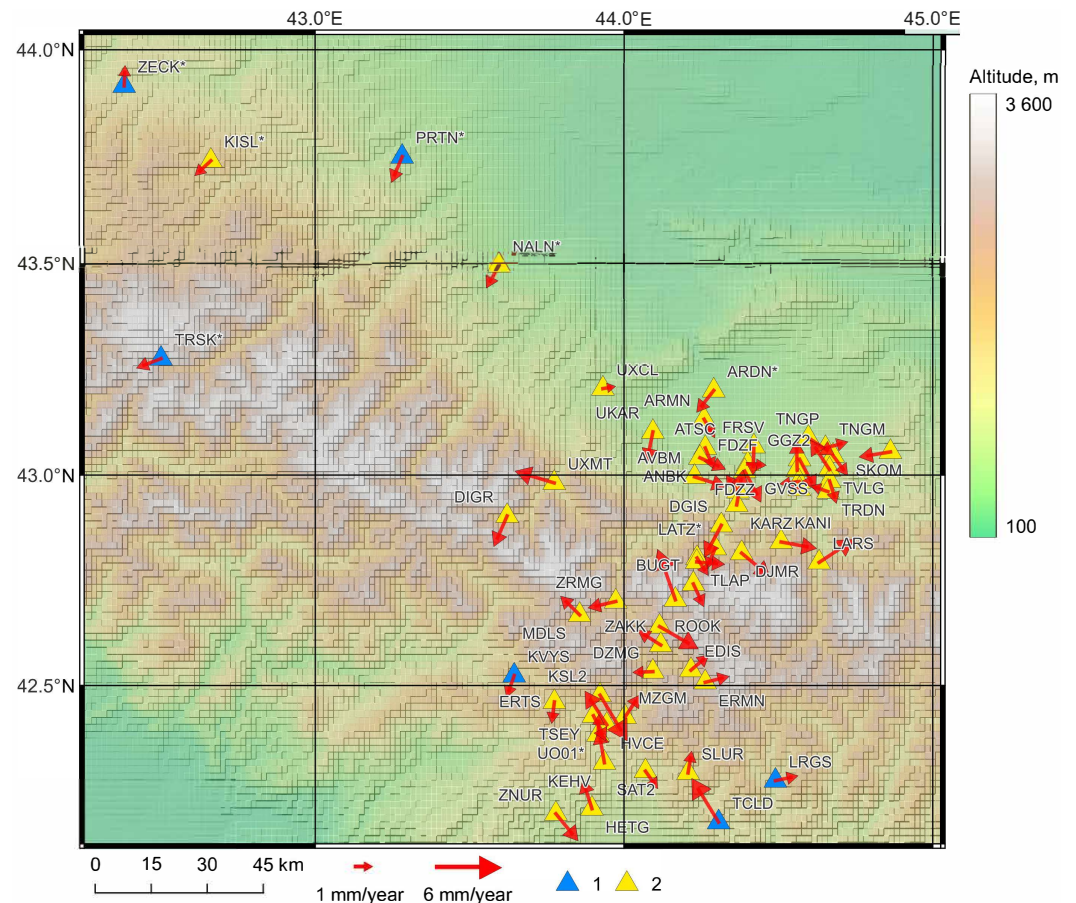 43.0°E 44.0°E 45.0°E
44.0°N
ZECK*
Altitude, m
3 600
KISL* PRTN*
NALN*
43.5°N
TRSK*
UXCL ARDN*
ARMN
UKAR ATSC FRSV TNGP TNGM
FDZF GGZ2
AVBM
43.0°N UXMT ANBK SKOM
DIGR FDZZ GVSS TVLG
DGIS TRDN
LATZ* KARZ KANI
LARS
100
BUGT DJMR
ZRMG TLAP
MDLS ZAKK ROOK
KVYS DZMG EDIS
42.5°N KSL2
ERTS MZGM ERMN
TSEY
UO01* HVCE SLUR
LRGS
KEHV SAT2
ZNUR TCLD
HETG
0 15 30 45 km
1 mm/year 6 mm/year 1 2